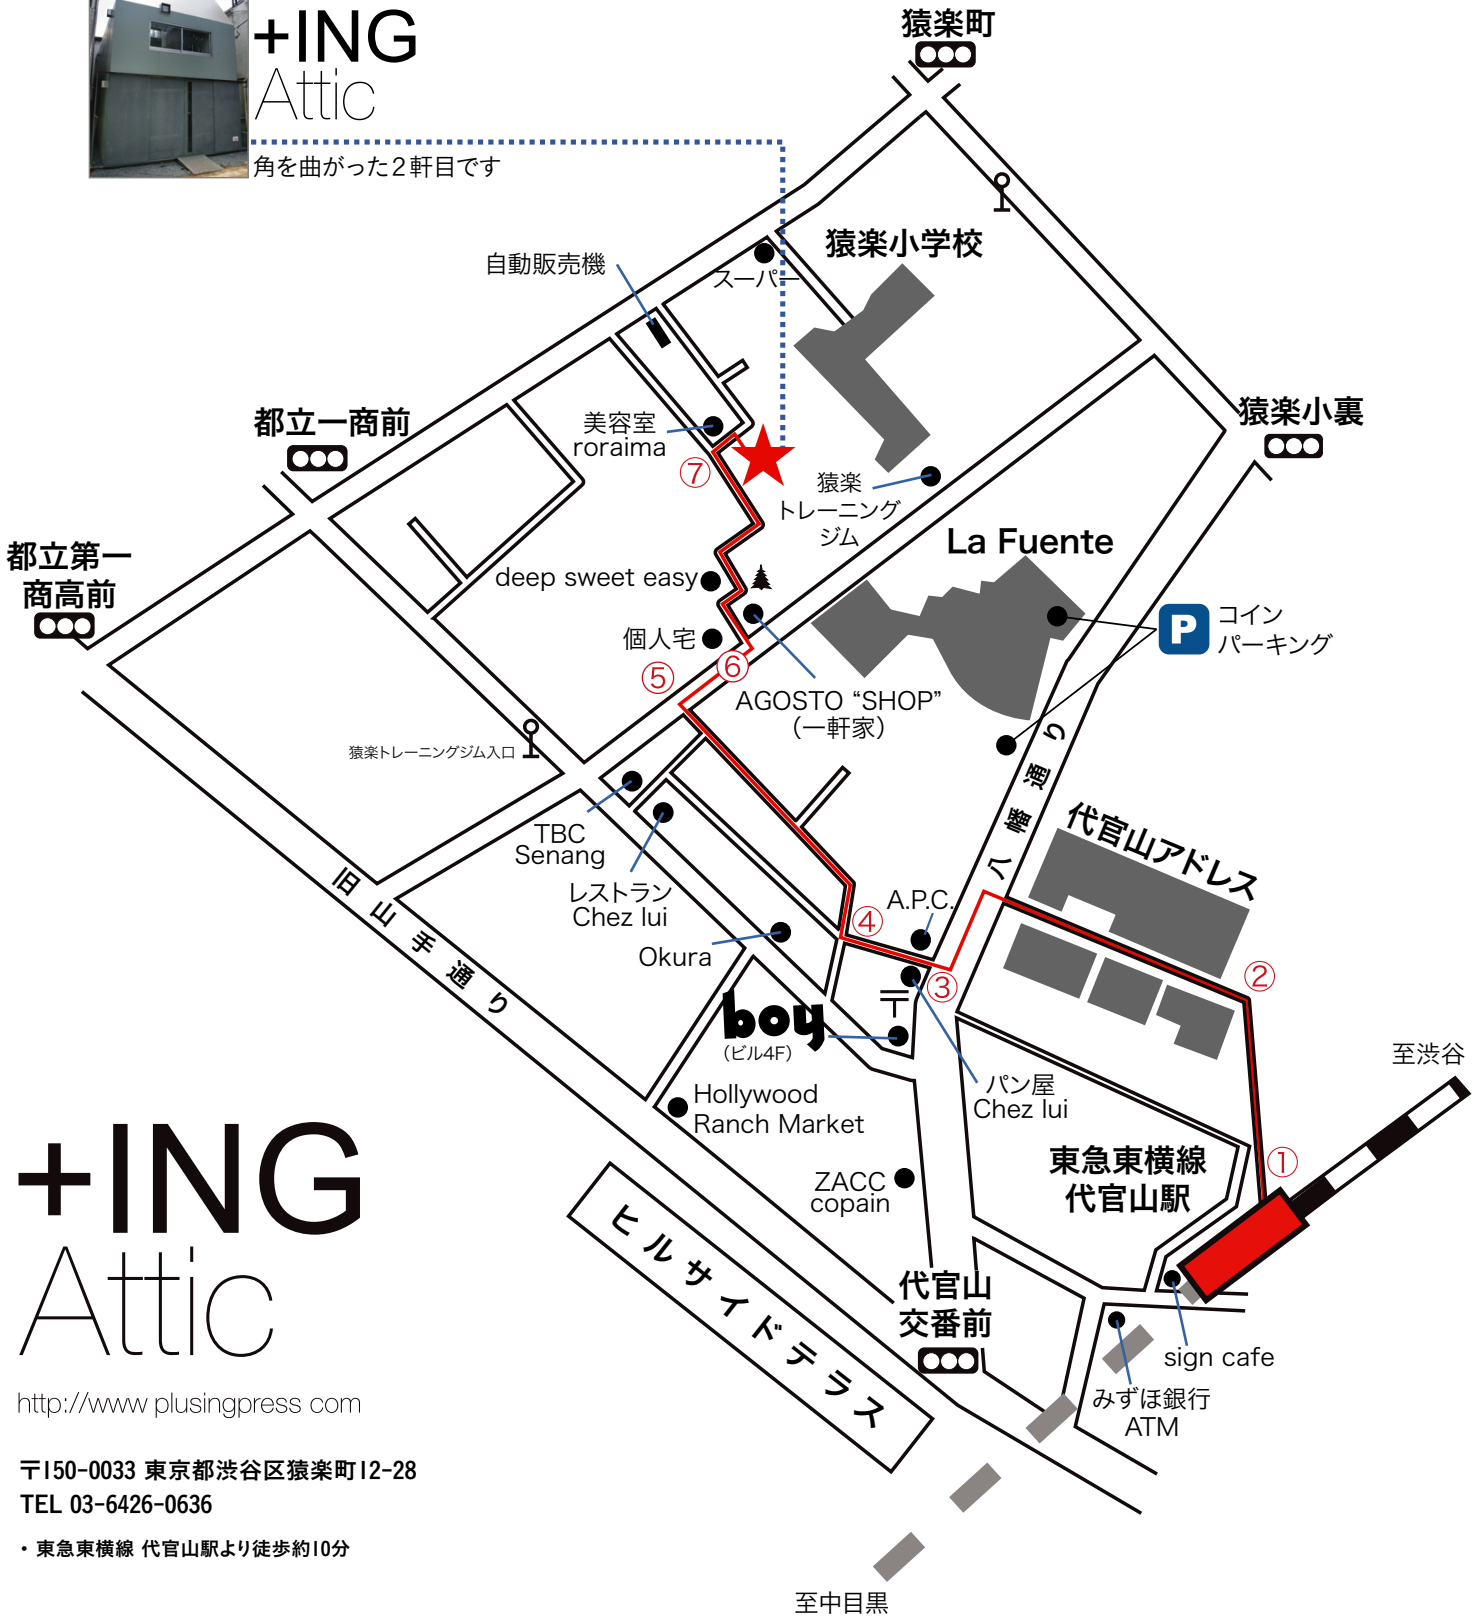 +ING
Attic
角を曲がった2軒目です
猿楽町
猿楽小学校
自動販売機
スーパー
都立一商前
美容室
roraima
⑦
猿楽小裏
猿楽
トレーニング
ジム
La Fuente
都立第一
商高前
deep sweet easy
個人宅
⑤
⑥
P
コイン
パーキング
AGOSTO “SHOP”
（一軒家）
猿楽トレーニングジム入口
八幡通り
代官山アドレス
TBC
Senang
レストラン
Chez lui
A.P.C.
④
Okura
旧山手通り
③
②
〒
boy
（ビル4F）
至渋谷
パン屋
Chez lui
Hollywood
Ranch Market
東急東横線
代官山駅
①
ZACC
copain
ヒルサイドテラス
代官山
交番前
sign cafe
みずほ銀行
ATM
至中目黒
+ING
Attic
http://www plusingpress com
〒150-0033 東京都渋谷区猿楽町12-28
TEL 03-6426-0636
・東急東横線 代官山駅より徒歩約10分